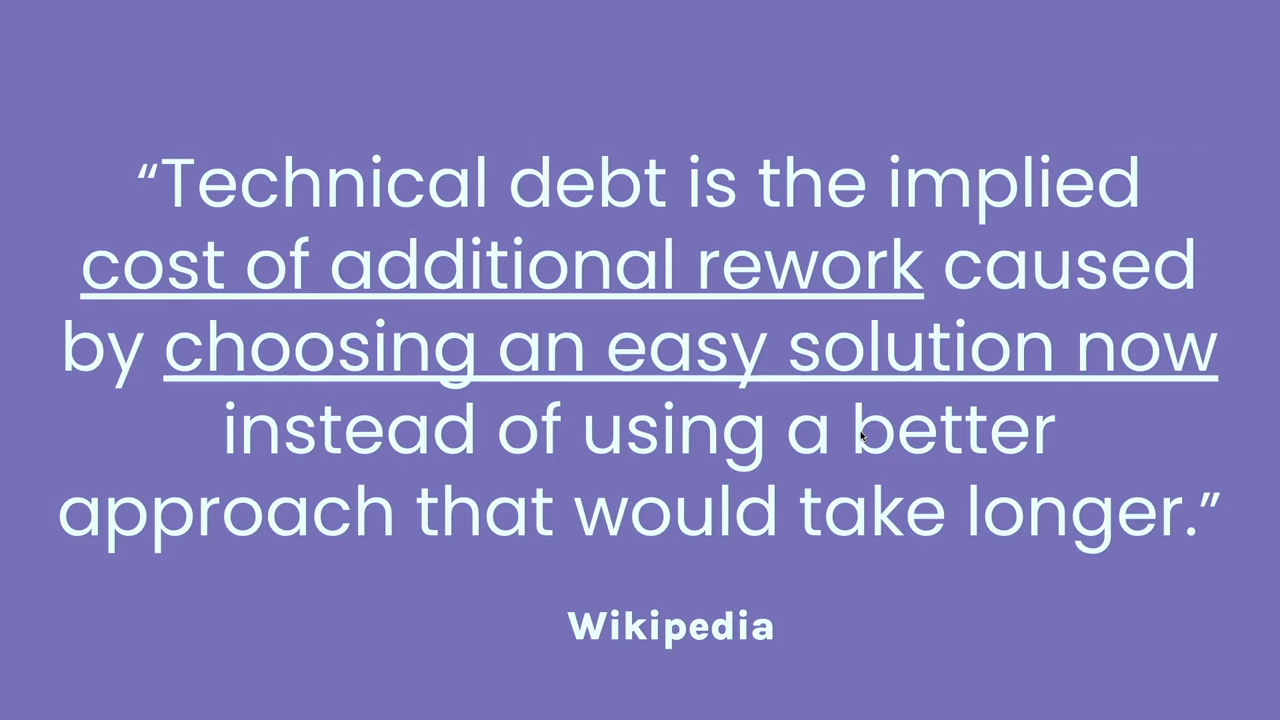 “Technical debt is the implied
cost of additional rework caused
by choosing an easy solution now
instead of using a better
approach that would take longer.”
Wikipedia